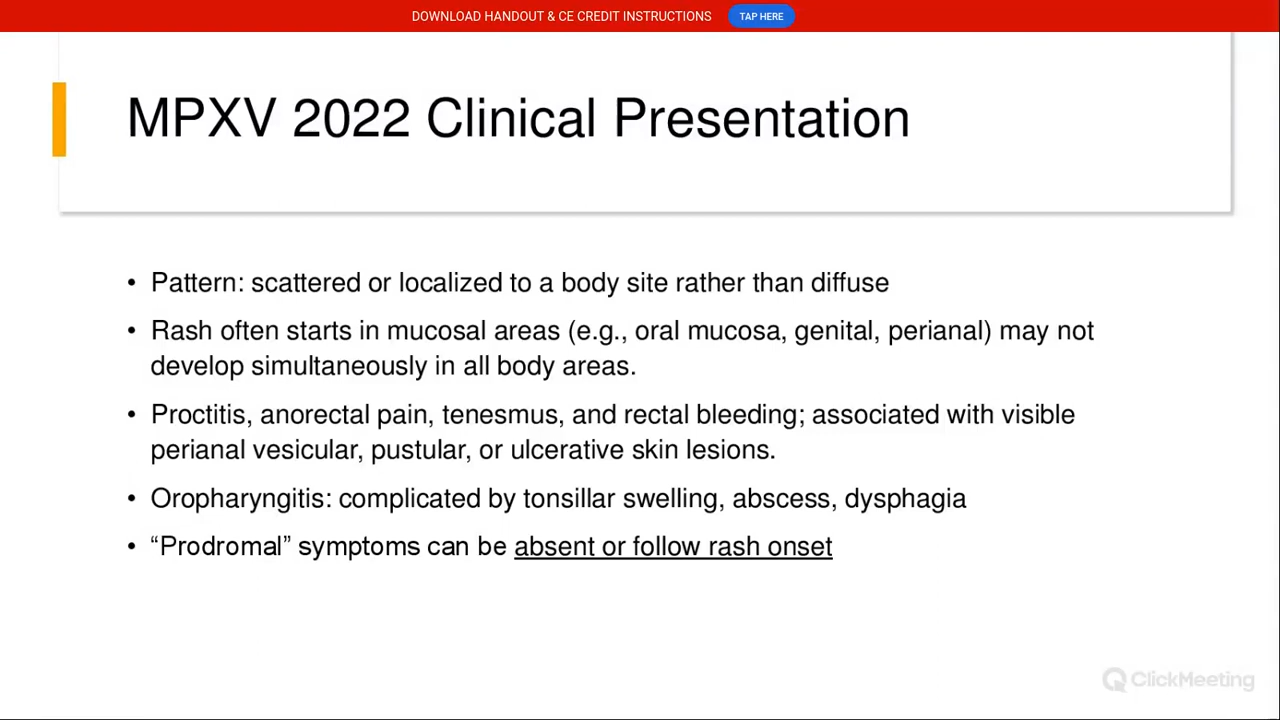 DOWNLOAD HANDOUT & CE CREDIT INSTRUCTIONS TAP HERE
MPXV 2022 Clinical Presentation
• Pattern: scattered or localized to a body site rather than diffuse
• Rash often starts in mucosal areas (e.g., oral mucosa, genital, perianal) may not
develop simultaneously in all body areas.
• Proctitis, anorectal pain, tenesmus, and rectal bleeding; associated with visible
perianal vesicular, pustular, or ulcerative skin lesions.
• Oropharyngitis: complicated by tonsillar swelling, abscess, dysphagia
• “Prodromal” symptoms can be absent or follow rash onset
ClickMeeting